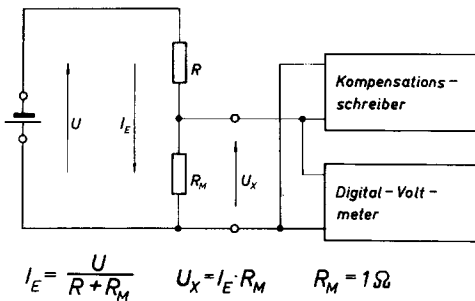 R
Kompensations-
schreiber
U
I_E
R_M
U_X
Digital-Volt-
meter
I_E = U / (R + R_M)   U_X = I_E · R_M   R_M = 1 Ω